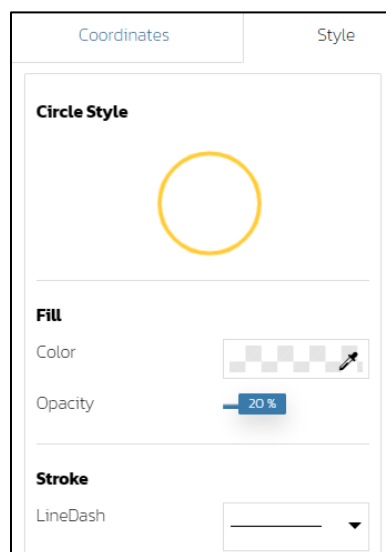 Coordinates Style
Circle Style
Fill
Color
Opacity 20 %
Stroke
LineDash